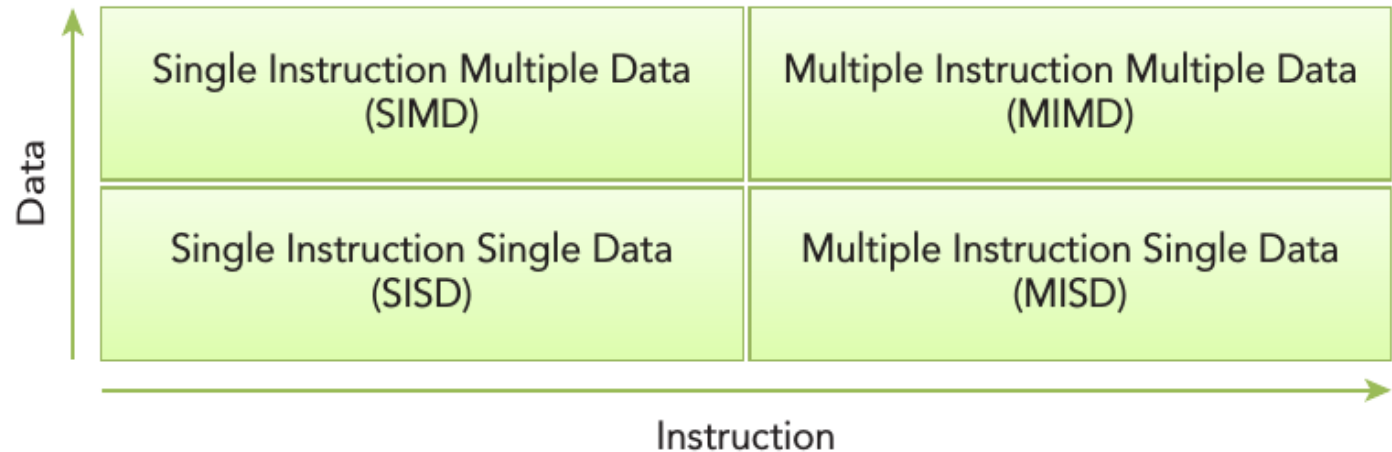 Data
Single Instruction Multiple Data
(SIMD)
Multiple Instruction Multiple Data
(MIMD)
Single Instruction Single Data
(SISD)
Multiple Instruction Single Data
(MISD)
Instruction